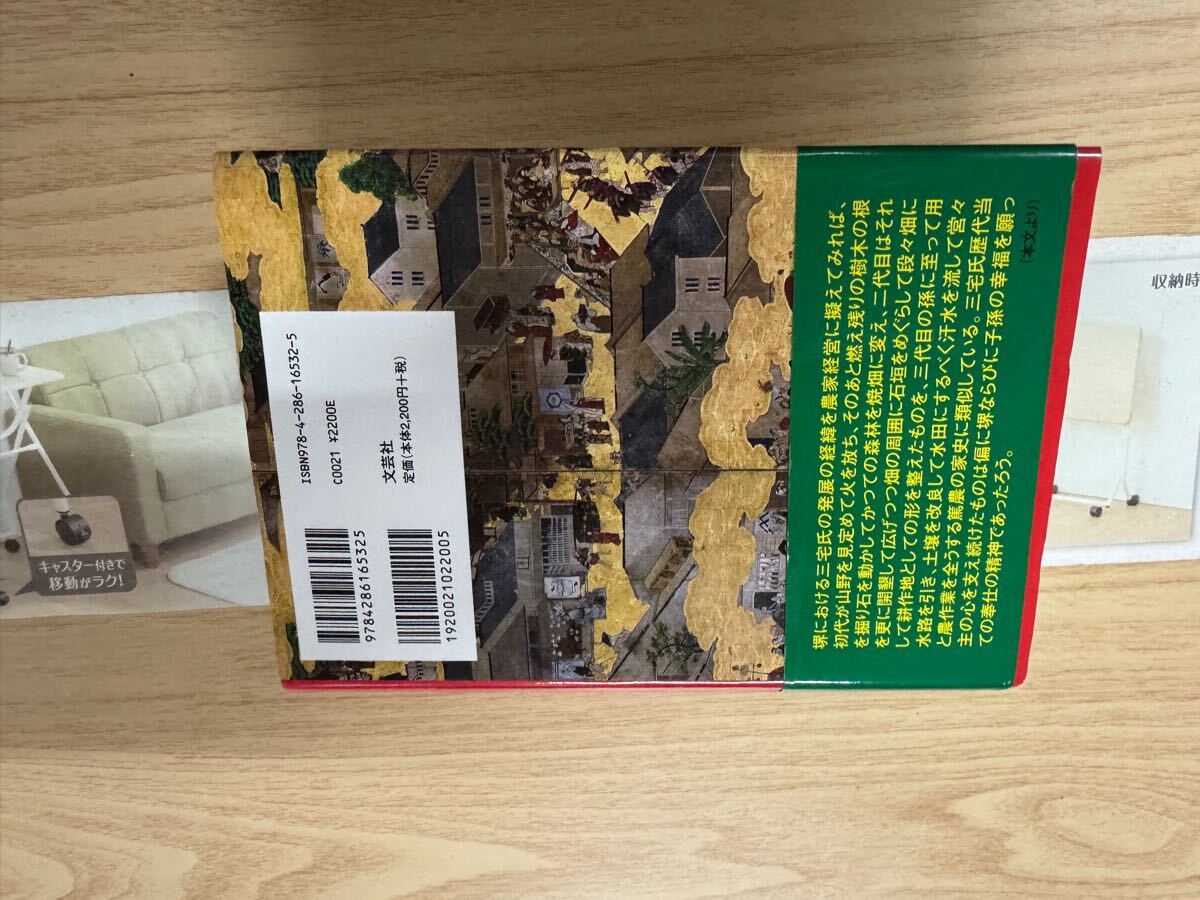 ISBN978-4-286-16532-5
C0021 ¥2200E
文芸社
定価(本体2,200円+税)
9784286165325
1920021022005
堺における三宅氏の発展の経緯を農家経営に擬えてみれば、
初代が山野を見定めて火を放ち、そのあと燃え残りの樹木の根
を掘り石を動かしてかつての森林を焼畑に変え、二代目はそれ
を更に開墾して広げつつ畑の周囲に石垣をめぐらして段々畑に
して耕作地としての形を整えたものを、三代目の孫に至って用
水路を引き、土壌を改良して水田にするべく汗水を流して営々
と農作業を全うする篤農の家史に類似している。三宅氏歴代当
主の心を支え続けたものは偏に堺ならびに子孫の幸福を願っ
ての奉仕の精神であったろう。
(本文より)
キャスター付きで
移動がラク!
収納時